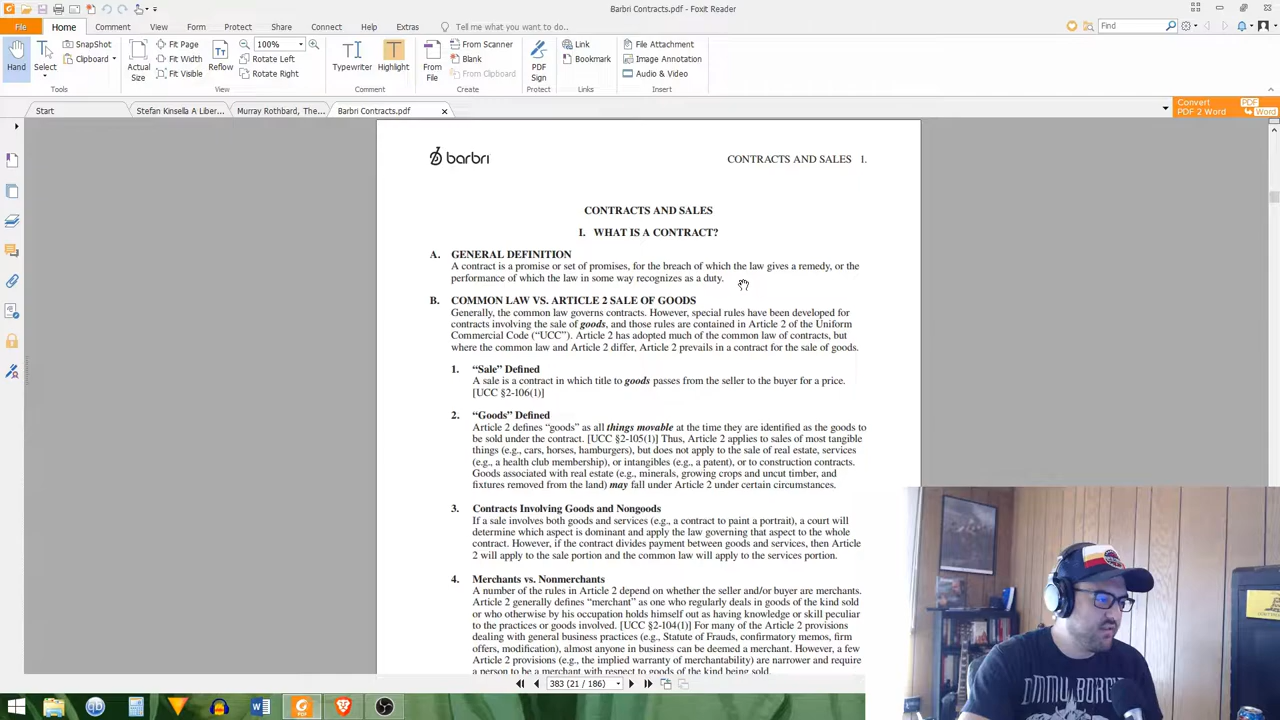 Barbri Contracts.pdf - Foxit Reader
File Home Comment View Form Protect Share Connect Help Extras Tell me what you want to do... Find
Hand Select SnapShot Clipboard
Actual Size Fit Page Fit Width Fit Visible Reflow 100% Rotate Left Rotate Right
Typewriter Highlight
From File From Scanner Blank From Clipboard
PDF Sign
Link Bookmark
File Attachment Image Annotation Audio & Video
Tools View Comment Create Protect Links Insert
Start Stefan Kinsella A Liber... Murray Rothbard, The... Barbri Contracts.pdf
Convert PDF
PDF 2 Word Word
barbri CONTRACTS AND SALES 1.
CONTRACTS AND SALES
I. WHAT IS A CONTRACT?
A. GENERAL DEFINITION
A contract is a promise or set of promises, for the breach of which the law gives a remedy, or the
performance of which the law in some way recognizes as a duty.
B. COMMON LAW VS. ARTICLE 2 SALE OF GOODS
Generally, the common law governs contracts. However, special rules have been developed for
contracts involving the sale of goods, and those rules are contained in Article 2 of the Uniform
Commercial Code (“UCC”). Article 2 has adopted much of the common law of contracts, but
where the common law and Article 2 differ, Article 2 prevails in a contract for the sale of goods.
1. “Sale” Defined
A sale is a contract in which title to goods passes from the seller to the buyer for a price.
[UCC §2-106(1)]
2. “Goods” Defined
Article 2 defines “goods” as all things movable at the time they are identified as the goods to
be sold under the contract. [UCC §2-105(1)] Thus, Article 2 applies to sales of most tangible
things (e.g., cars, horses, hamburgers), but does not apply to the sale of real estate, services
(e.g., a health club membership), or intangibles (e.g., a patent), or to construction contracts.
Goods associated with real estate (e.g., minerals, growing crops and uncut timber, and
fixtures removed from the land) may fall under Article 2 under certain circumstances.
3. Contracts Involving Goods and Nongoods
If a sale involves both goods and services (e.g., a contract to paint a portrait), a court will
determine which aspect is dominant and apply the law governing that aspect to the whole
contract. However, if the contract divides payment between goods and services, then Article
2 will apply to the sale portion and the common law will apply to the services portion.
4. Merchants vs. Nonmerchants
A number of the rules in Article 2 depend on whether the seller and/or buyer are merchants.
Article 2 generally defines “merchant” as one who regularly deals in goods of the kind sold
or who otherwise by his occupation holds himself out as having knowledge or skill peculiar
to the practices or goods involved. [UCC §2-104(1)] For many of the Article 2 provisions
dealing with general business practices (e.g., Statute of Frauds, confirmatory memos, firm
offers, modification), almost anyone in business can be deemed a merchant. However, a few
Article 2 provisions (e.g., the implied warranty of merchantability) are narrower and require
a person to be a merchant with respect to goods of the kind being sold.
383 (21 / 186)